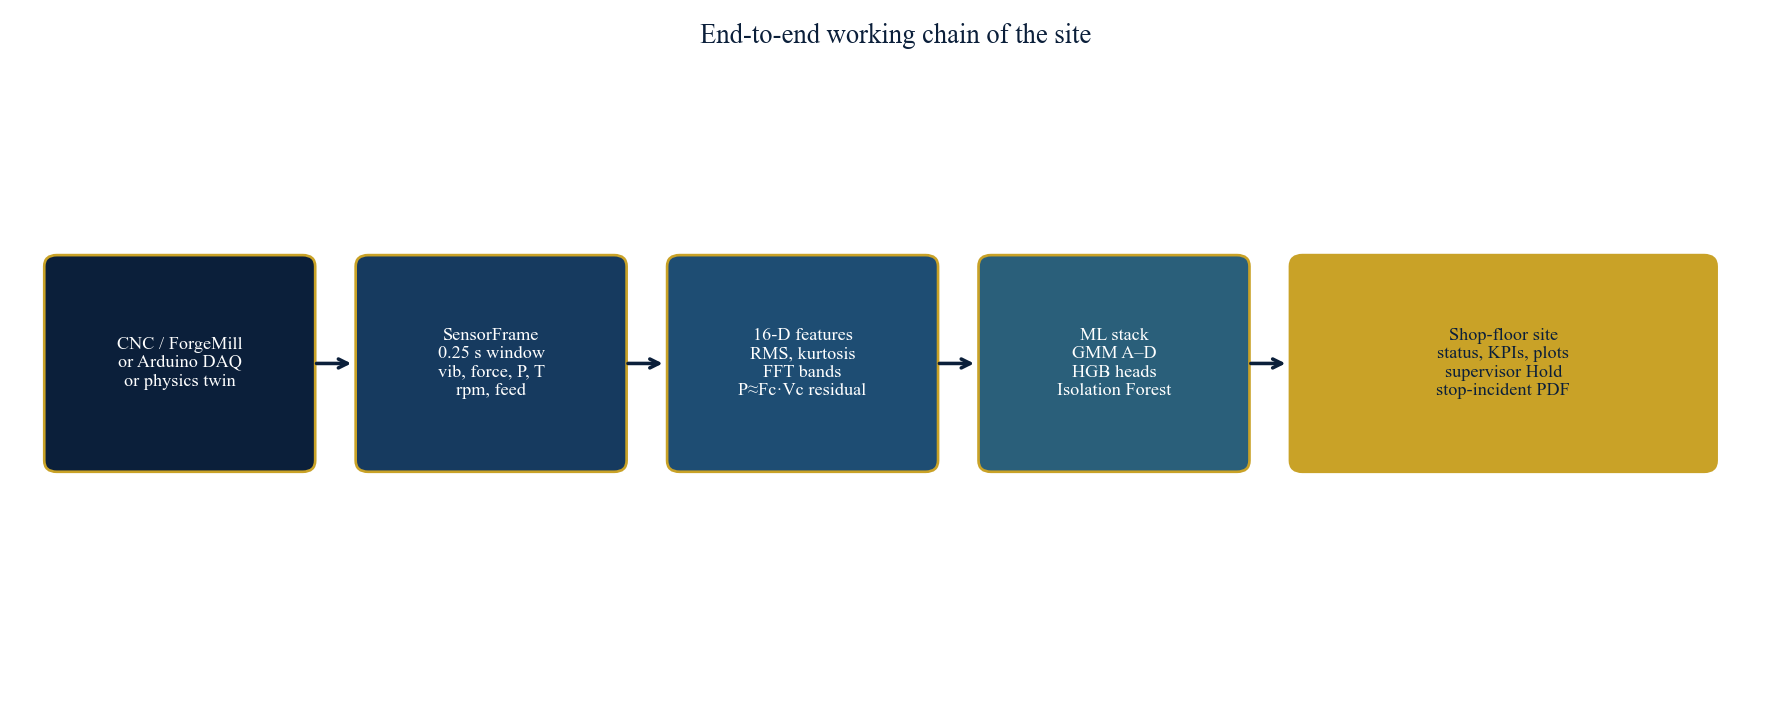 End-to-end working chain of the site
CNC / ForgeMill
or Arduino DAQ
or physics twin
SensorFrame
0.25 s window
vib, force, P, T
rpm, feed
16-D features
RMS, kurtosis
FFT bands
P≈Fc·Vc residual
ML stack
GMM A–D
HGB heads
Isolation Forest
Shop-floor site
status, KPIs, plots
supervisor Hold
stop-incident PDF